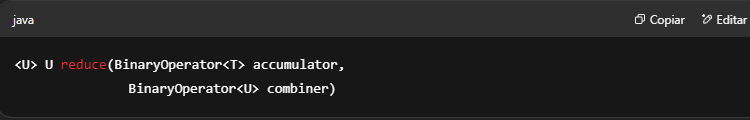 java Copiar Editar
<U> U reduce(BinaryOperator<T> accumulator,
             BinaryOperator<U> combiner)